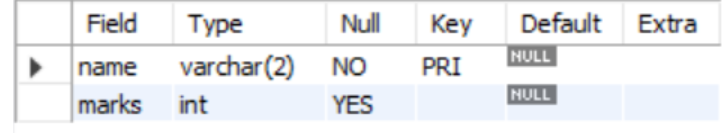 Field Type Null Key Default Extra
name varchar(2) NO PRI NULL
marks int YES NULL